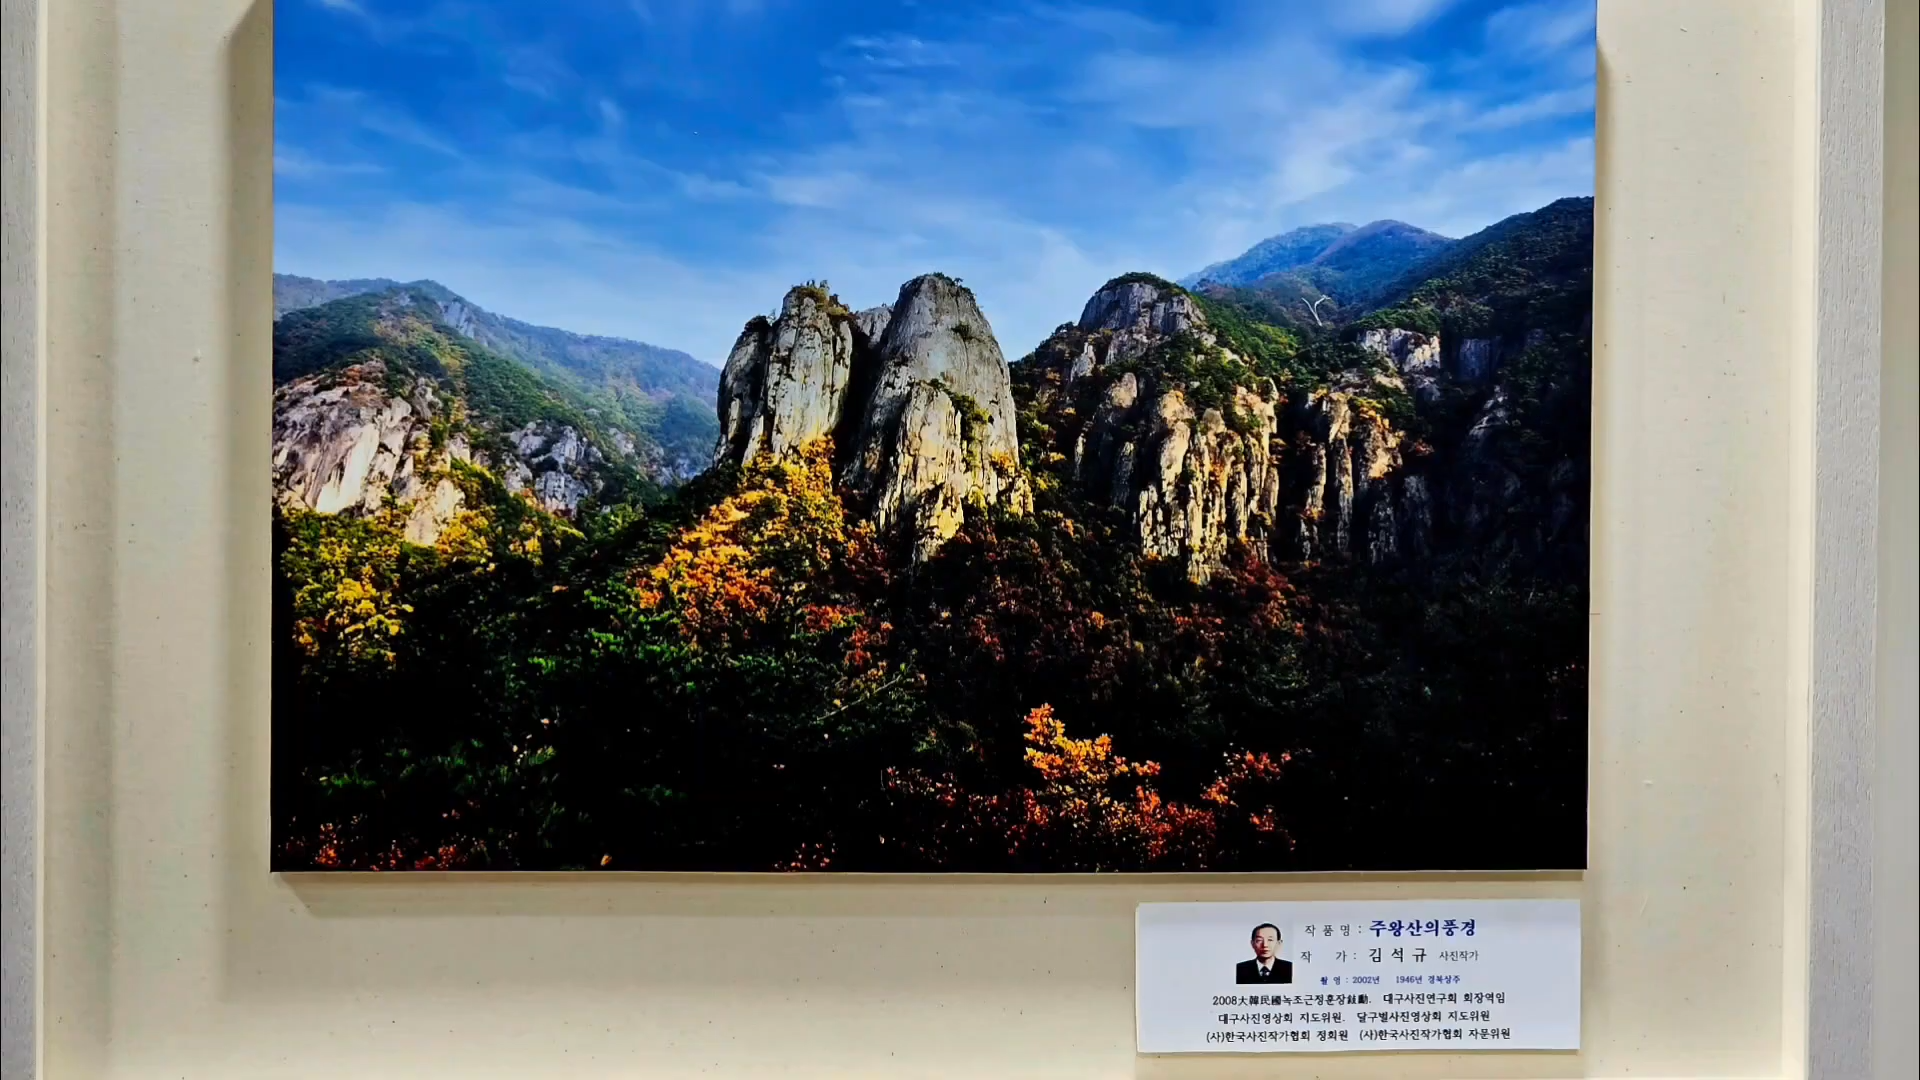 작 품 명 : 주왕산의풍경
작 가 : 김 석 규 사진작가
촬 영 : 2002년 1946년 경북상주
2008大韓民國녹조근정훈장敍勳. 대구사진연구회 회장역임
대구사진영상회 지도위원. 달구벌사진영상회 지도위원
(사)한국사진작가협회 정회원 (사)한국사진작가협회 자문위원